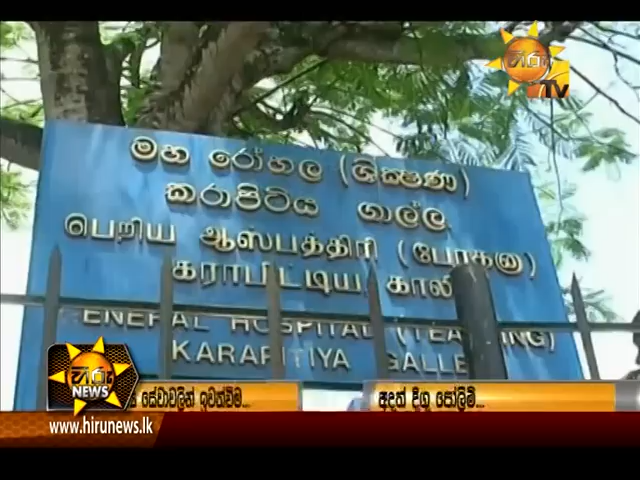 හිරු
TV
මහ රෝහල (ශික්ෂණ)
කරාපිටිය ගාල්ල.
பெரிய ஆஸ்பத்திரி (போதனா)
கராபிட்டிய காலி
GENERAL HOSPITAL (TEACHING)
KARAPITIYA GALLE
හිරු
NEWS
සේවාවලින් ඉවත්වීම...
අදත් දිගු පෝලිම්...
www.hirunews.lk